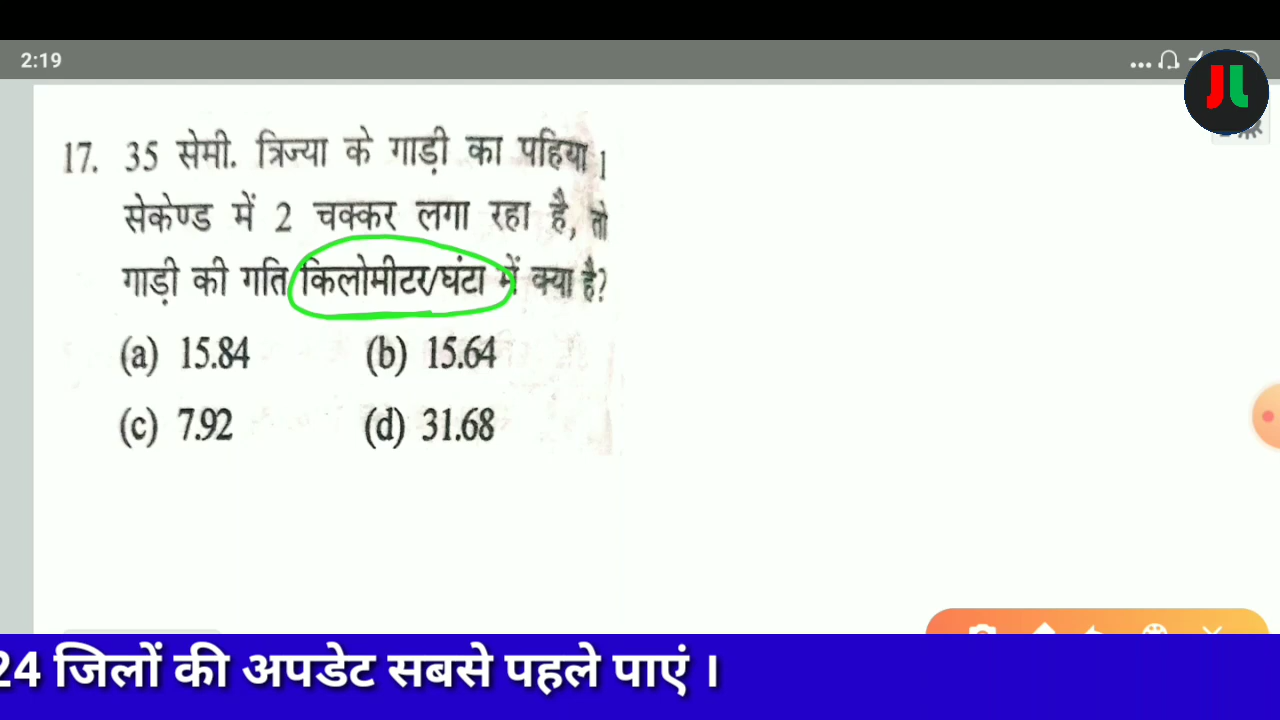 2:19
17. 35 सेमी. त्रिज्या के गाड़ी का पहिया 1
सेकेण्ड में 2 चक्कर लगा रहा है, तो
गाड़ी की गति किलोमीटर/घंटा में क्या है?
(a) 15.84 (b) 15.64
(c) 7.92 (d) 31.68
24 जिलों की अपडेट सबसे पहले पाएं ।